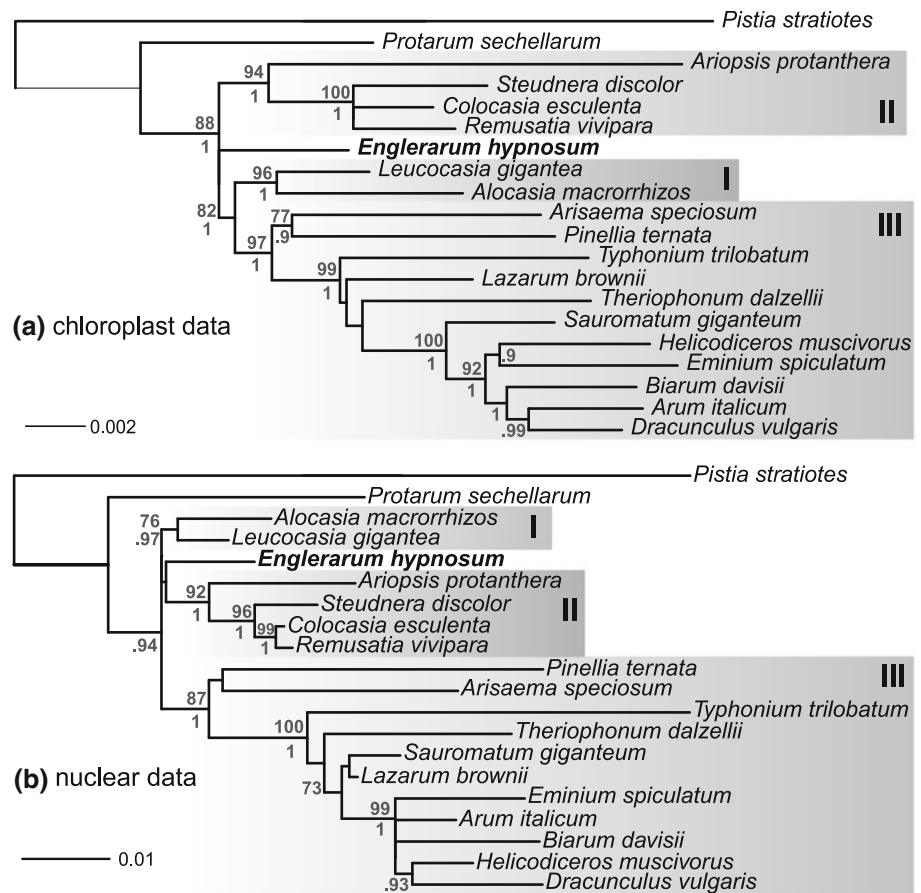 Pistia stratiotes
Protarum sechellarum
94
1
Ariopsis protanthera
100
1
Steudnera discolor
Colocasia esculenta
Remusatia vivipara
II
88
1
Englerarum hypnosum
96
1
Leucocasia gigantea
Alocasia macrorrhizos
I
82
1
97
1
77
.9
Arisaema speciosum
Pinellia ternata
III
99
1
Typhonium trilobatum
Lazarum brownii
Theriophonum dalzellii
(a) chloroplast data
100
1
Sauromatum giganteum
92
1
.9
Helicodiceros muscivorus
Eminium spiculatum
1
Biarum davisii
.99
Arum italicum
Dracunculus vulgaris
0.002
Pistia stratiotes
Protarum sechellarum
76
.97
Alocasia macrorrhizos
Leucocasia gigantea
I
Englerarum hypnosum
92
1
Ariopsis protanthera
96
1
Steudnera discolor
99
1
Colocasia esculenta
Remusatia vivipara
II
.94
87
1
Pinellia ternata
Arisaema speciosum
III
100
1
Typhonium trilobatum
Theriophonum dalzellii
73
Sauromatum giganteum
Lazarum brownii
(b) nuclear data
99
1
Eminium spiculatum
Arum italicum
Biarum davisii
.93
Helicodiceros muscivorus
Dracunculus vulgaris
0.01